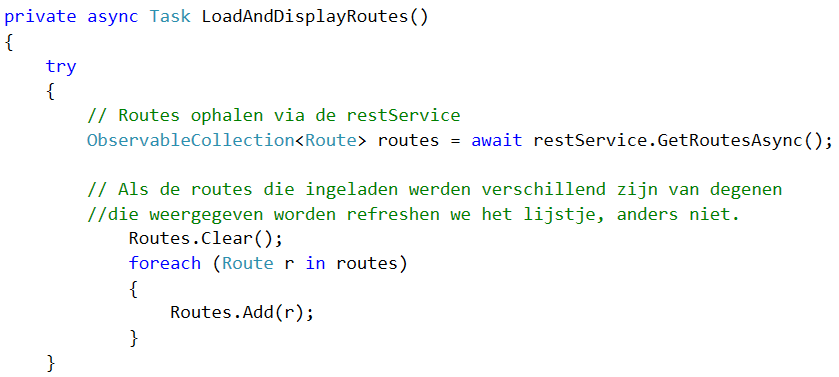 private async Task LoadAndDisplayRoutes()
{
    try
    {
        // Routes ophalen via de restService
        ObservableCollection<Route> routes = await restService.GetRoutesAsync();

        // Als de routes die ingeladen werden verschillend zijn van degenen
        //die weergegeven worden refreshen we het lijstje, anders niet.
            Routes.Clear();
            foreach (Route r in routes)
            {
                Routes.Add(r);
            }
    }